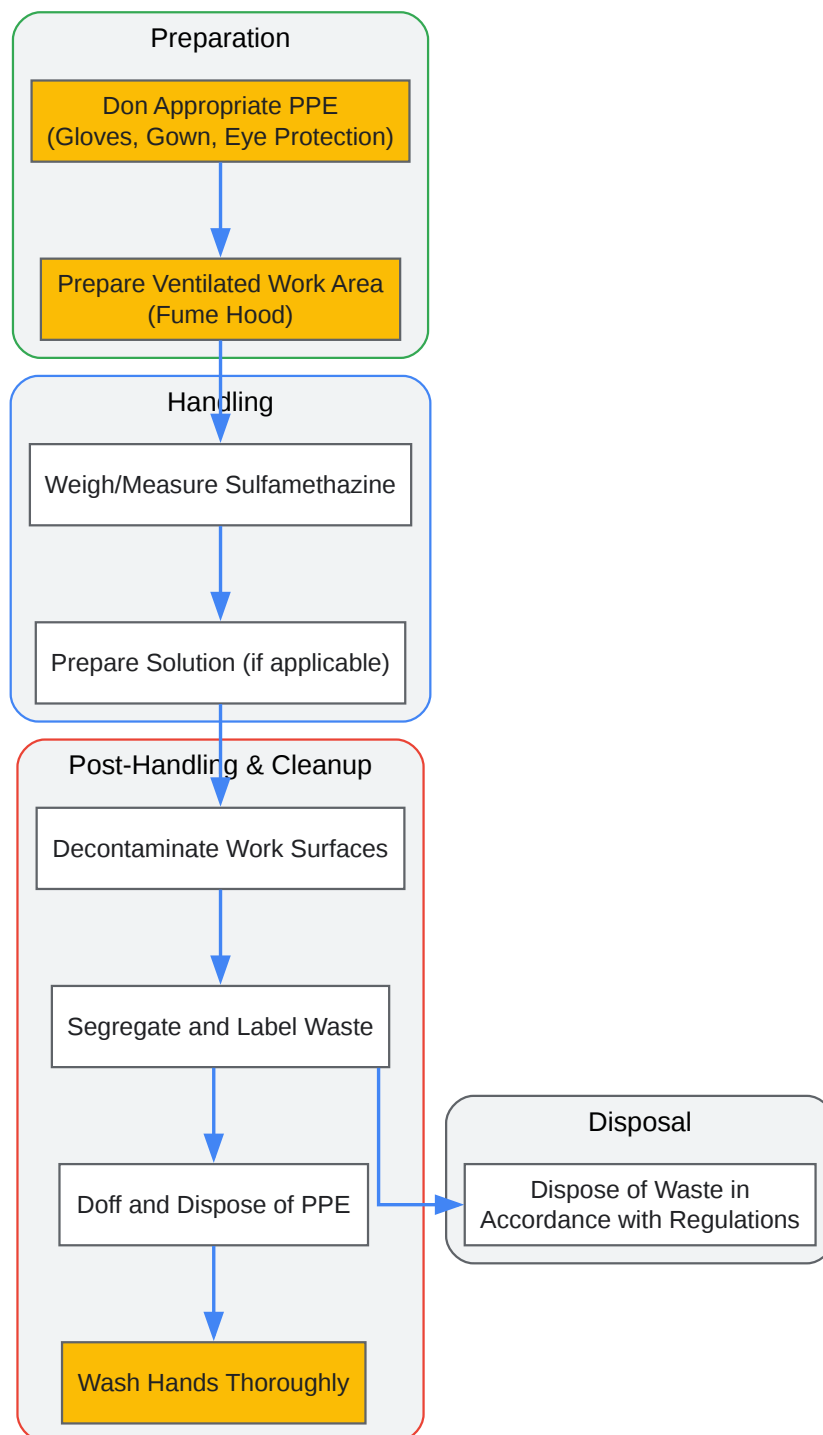 Preparation
Don Appropriate PPE
(Gloves, Gown, Eye Protection)
Prepare Ventilated Work Area
(Fume Hood)
Handling
Weigh/Measure Sulfamethazine
Prepare Solution (if applicable)
Post-Handling & Cleanup
Decontaminate Work Surfaces
Segregate and Label Waste
Disposal
Doff and Dispose of PPE
Dispose of Waste in
Accordance with Regulations
Wash Hands Thoroughly